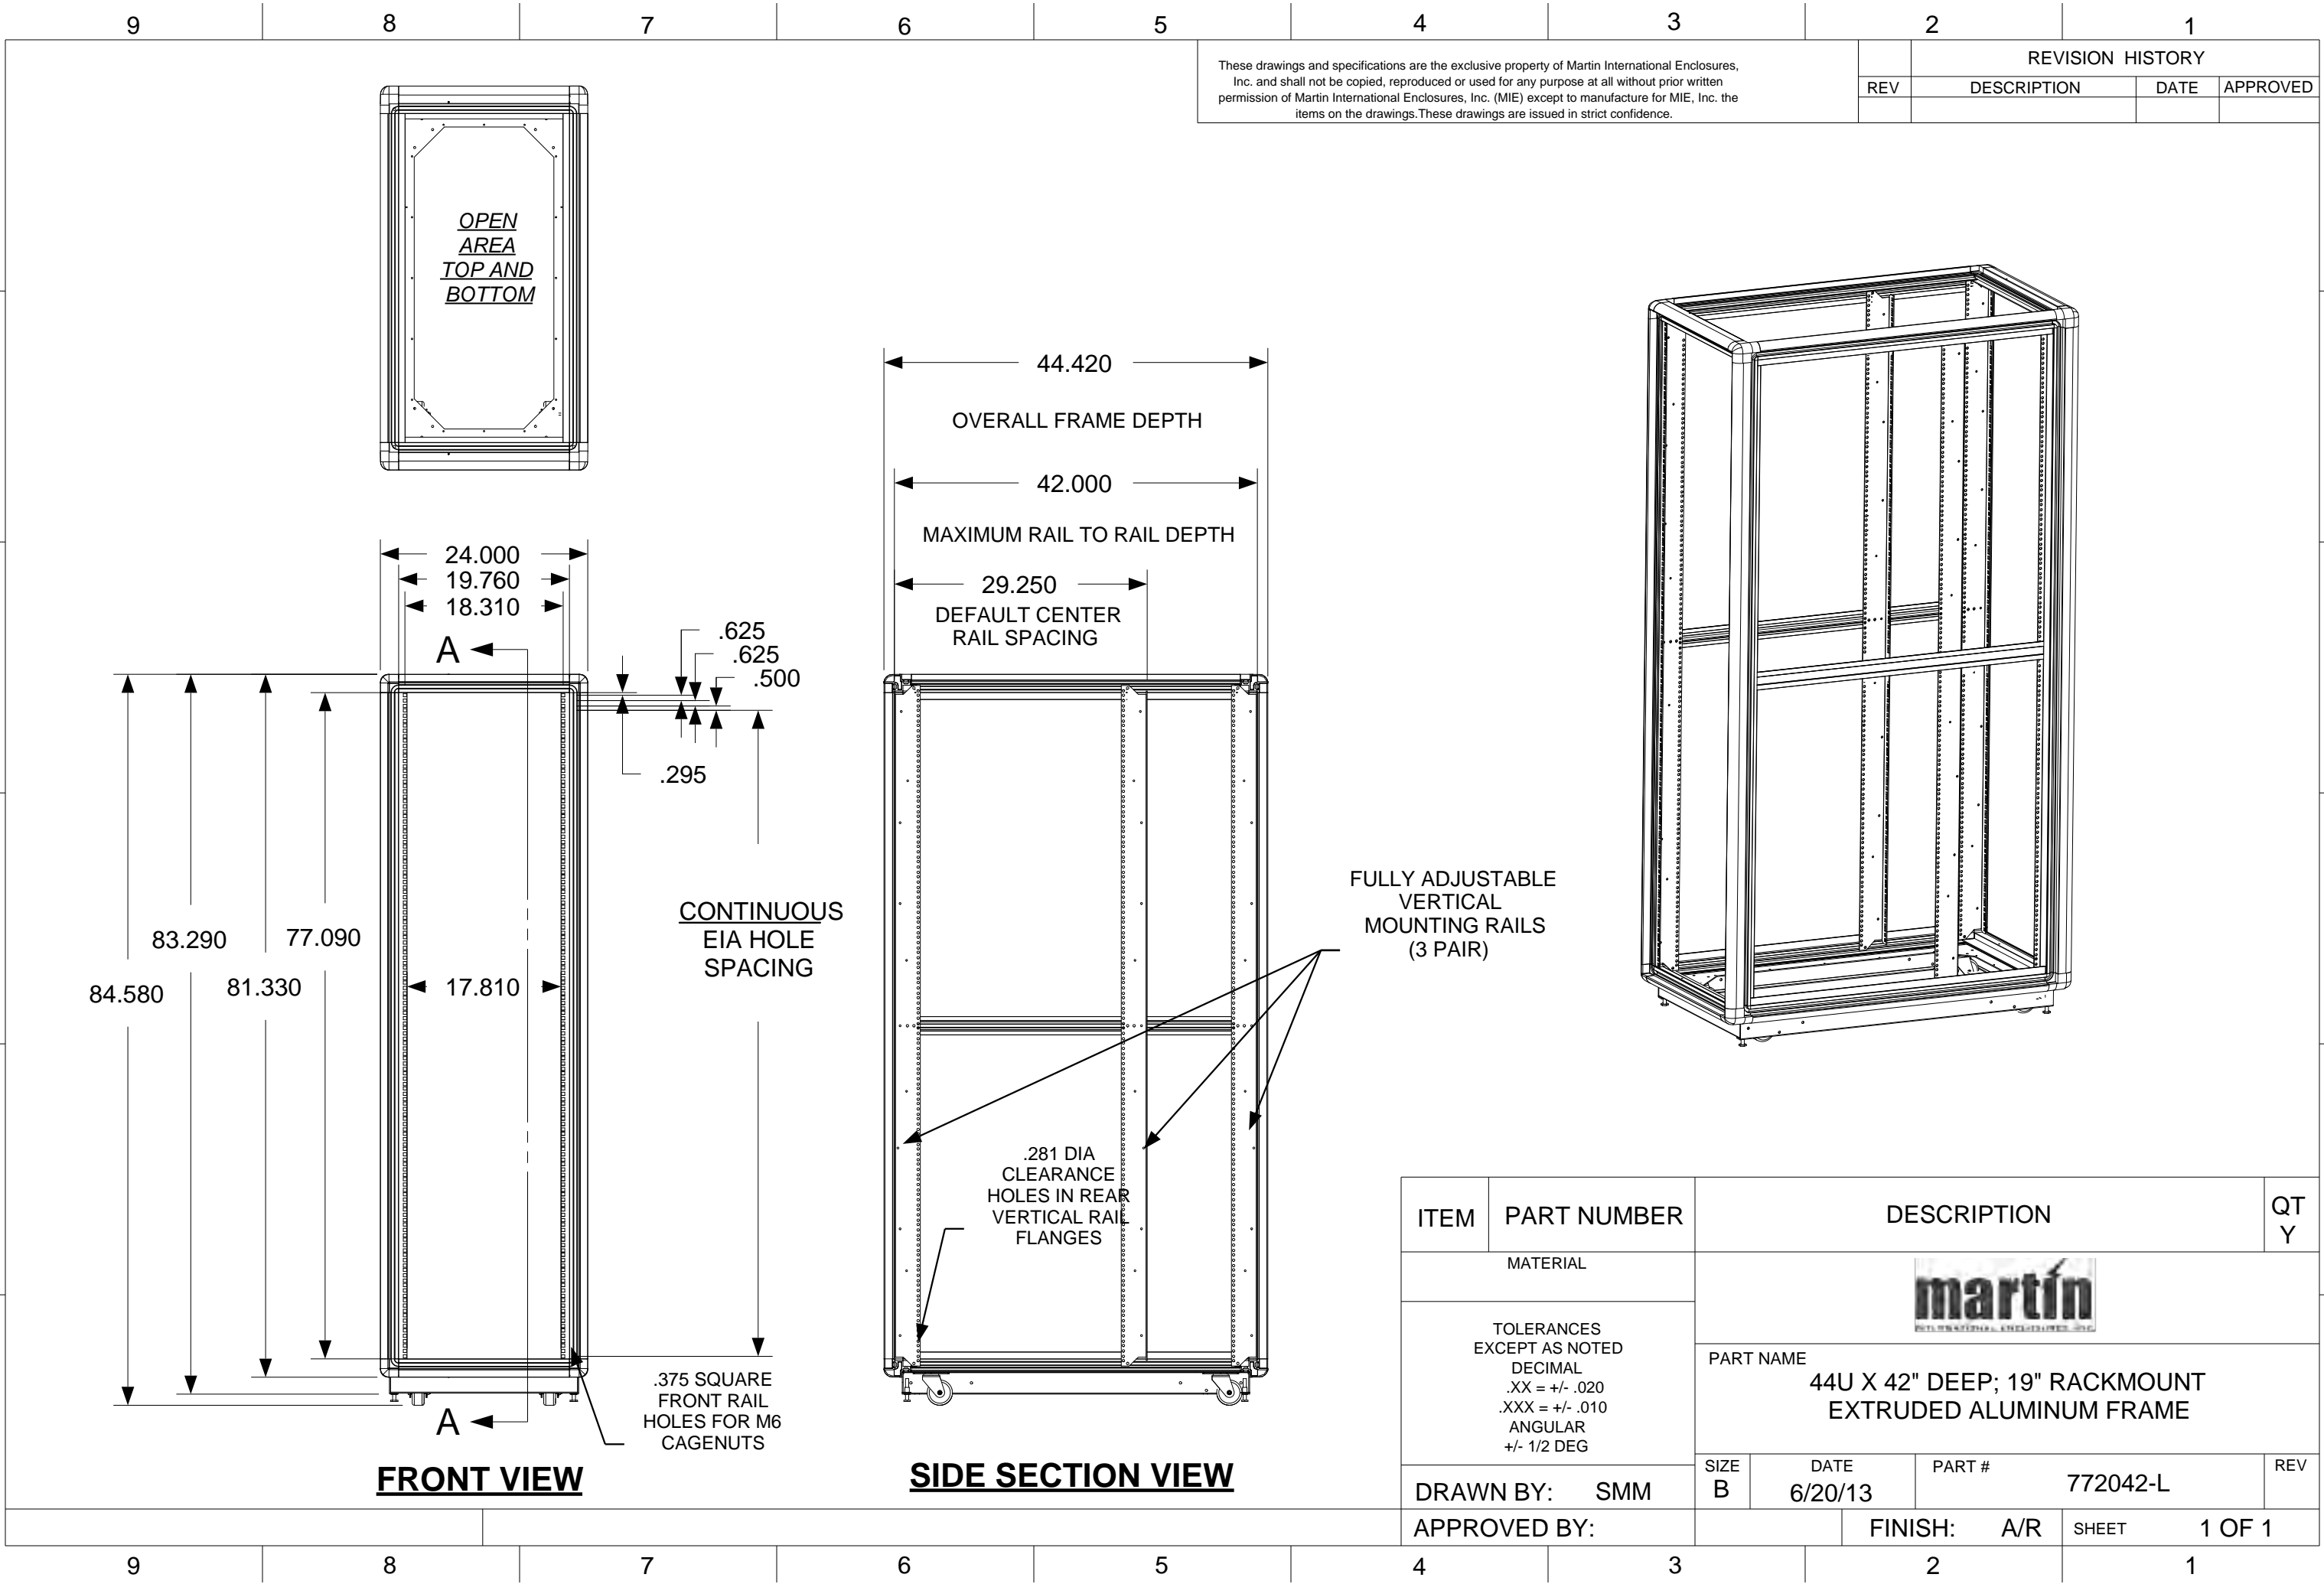 9 8 7 6 5 4 3 2 1
These drawings and specifications are the exclusive property of Martin International Enclosures,
Inc. and shall not be copied, reproduced or used for any purpose at all without prior written
permission of Martin International Enclosures, Inc. (MIE) except to manufacture for MIE, Inc. the
items on the drawings.These drawings are issued in strict confidence.
REVISION HISTORY
REV DESCRIPTION DATE APPROVED
OPEN
AREA
TOP AND
BOTTOM
44.420
OVERALL FRAME DEPTH
42.000
MAXIMUM RAIL TO RAIL DEPTH
29.250
DEFAULT CENTER
RAIL SPACING
24.000
19.760
18.310
A
.625
.625
.500
.295
83.290
77.090
84.580
81.330
17.810
CONTINUOUS
EIA HOLE
SPACING
FULLY ADJUSTABLE
VERTICAL
MOUNTING RAILS
(3 PAIR)
.281 DIA
CLEARANCE
HOLES IN REAR
VERTICAL RAIL
FLANGES
.375 SQUARE
FRONT RAIL
HOLES FOR M6
CAGENUTS
A
FRONT VIEW
SIDE SECTION VIEW
ITEM PART NUMBER DESCRIPTION QT
Y
MATERIAL
martin
INTERNATIONAL ENCLOSURES, INC.
TOLERANCES
EXCEPT AS NOTED
DECIMAL
.XX = +/- .020
.XXX = +/- .010
ANGULAR
+/- 1/2 DEG
PART NAME
44U X 42" DEEP; 19" RACKMOUNT
EXTRUDED ALUMINUM FRAME
DRAWN BY: SMM
SIZE
B
DATE
6/20/13
PART #
772042-L
REV
APPROVED BY:
FINISH: A/R
SHEET 1 OF 1
9 8 7 6 5 4 3 2 1